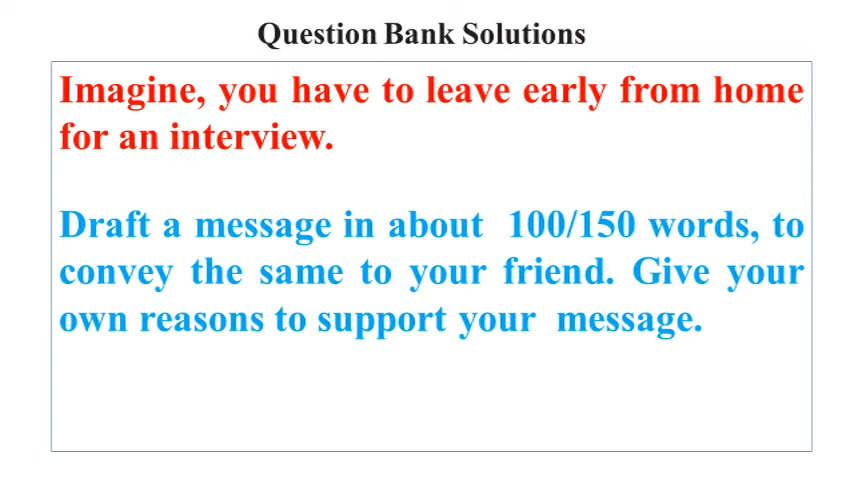 Question Bank Solutions
Imagine, you have to leave early from home
for an interview.
Draft a message in about 100/150 words, to
convey the same to your friend. Give your
own reasons to support your message.